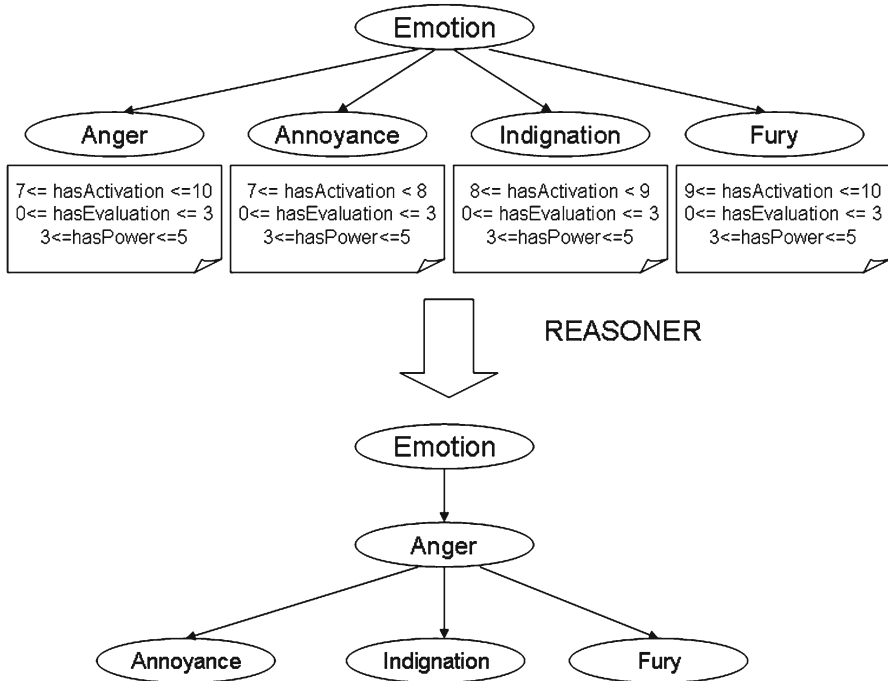 Emotion
Anger
Annoyance
Indignation
Fury
7<= hasActivation <=10
0<= hasEvaluation <= 3
3<=hasPower<=5
7<= hasActivation < 8
0<= hasEvaluation <= 3
3<=hasPower<=5
8<= hasActivation < 9
0<= hasEvaluation <= 3
3<=hasPower<=5
9<= hasActivation <=10
0<= hasEvaluation <= 3
3<=hasPower<=5
REASONER
Emotion
Anger
Annoyance
Indignation
Fury